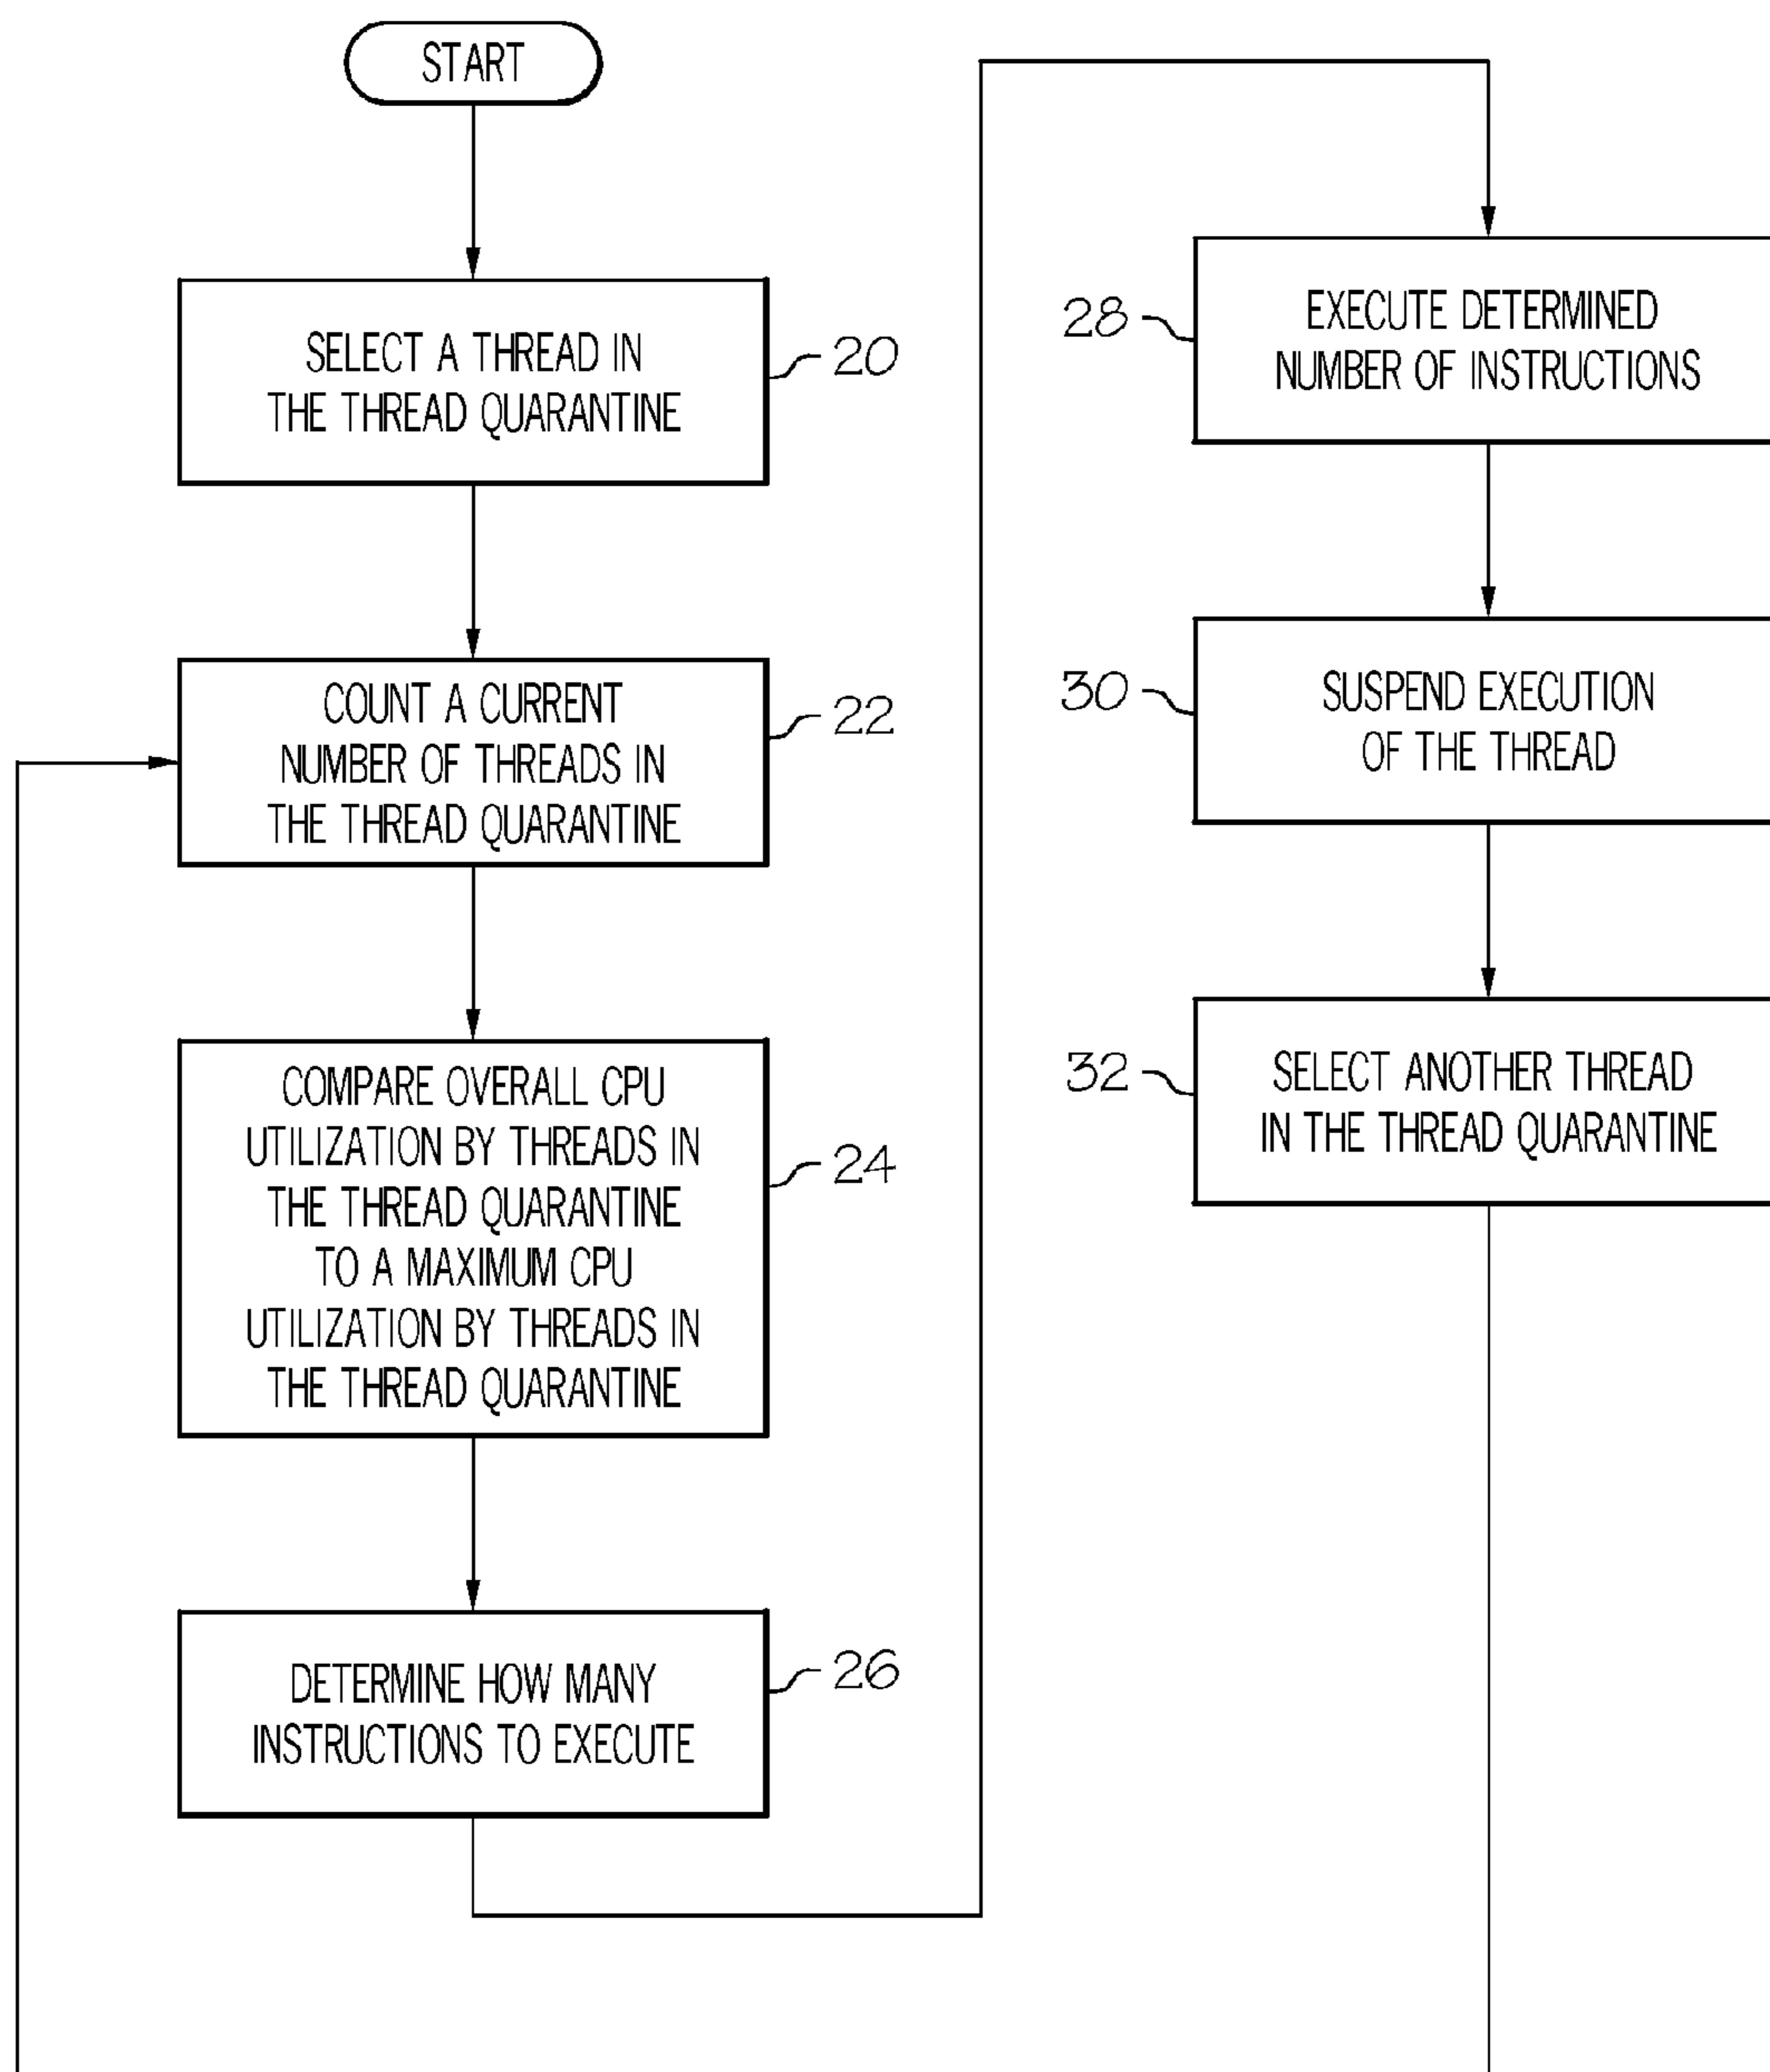 START
SELECT A THREAD IN
THE THREAD QUARANTINE
20
COUNT A CURRENT
NUMBER OF THREADS IN
THE THREAD QUARANTINE
22
COMPARE OVERALL CPU
UTILIZATION BY THREADS IN
THE THREAD QUARANTINE
TO A MAXIMUM CPU
UTILIZATION BY THREADS IN
THE THREAD QUARANTINE
24
DETERMINE HOW MANY
INSTRUCTIONS TO EXECUTE
26
28
EXECUTE DETERMINED
NUMBER OF INSTRUCTIONS
30
SUSPEND EXECUTION
OF THE THREAD
32
SELECT ANOTHER THREAD
IN THE THREAD QUARANTINE